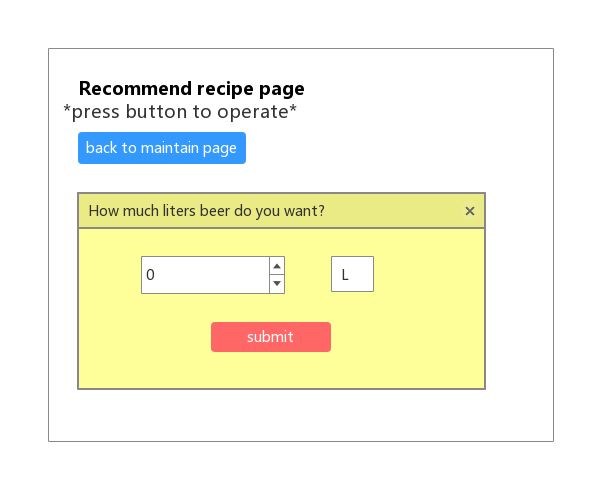 Recommend recipe page
*press button to operate*
back to maintain page
How much liters beer do you want?
0
L
submit